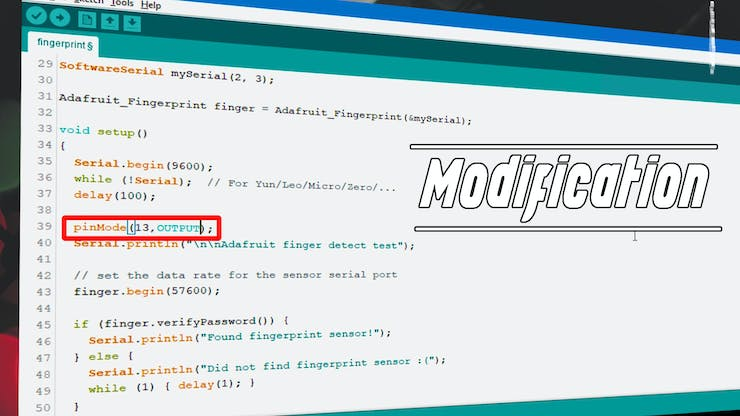 Sketch Tools Help
fingerprint §
29 SoftwareSerial mySerial(2, 3);
30
31 Adafruit_Fingerprint finger = Adafruit_Fingerprint(&mySerial);
32
33 void setup()
34 {
35 Serial.begin(9600);
36 while (!Serial); // For Yun/Leo/Micro/Zero/...
37 delay(100);
38
39 pinMode(13,OUTPUT);
40 Serial.println("\n\nAdafruit finger detect test");
41
42 // set the data rate for the sensor serial port
43 finger.begin(57600);
44
45 if (finger.verifyPassword()) {
46 Serial.println("Found fingerprint sensor!");
47 } else {
48 Serial.println("Did not find fingerprint sensor :(");
49 while (1) { delay(1); }
50 }
Modification